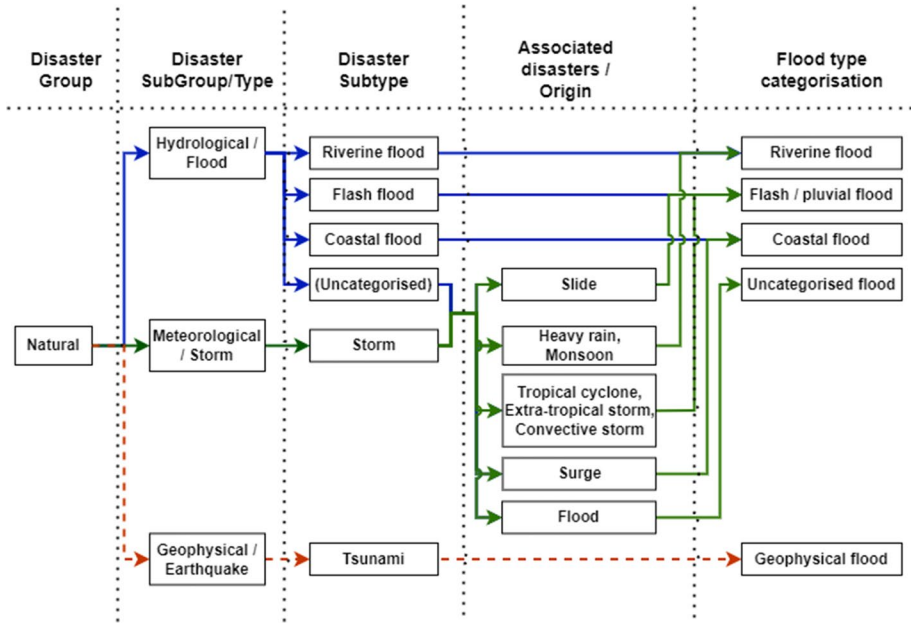 Disaster
Group
Disaster
SubGroup/Type
Disaster
Subtype
Associated
disasters /
Origin
Flood type
categorisation
Hydrological /
Flood
Riverine flood
Riverine flood
Flash flood
Flash / pluvial flood
Coastal flood
Coastal flood
(Uncategorised)
Slide
Uncategorised flood
Natural
Meteorological
/ Storm
Storm
Heavy rain,
Monsoon
Tropical cyclone,
Extra-tropical storm,
Convective storm
Surge
Flood
Geophysical /
Earthquake
Tsunami
Geophysical flood